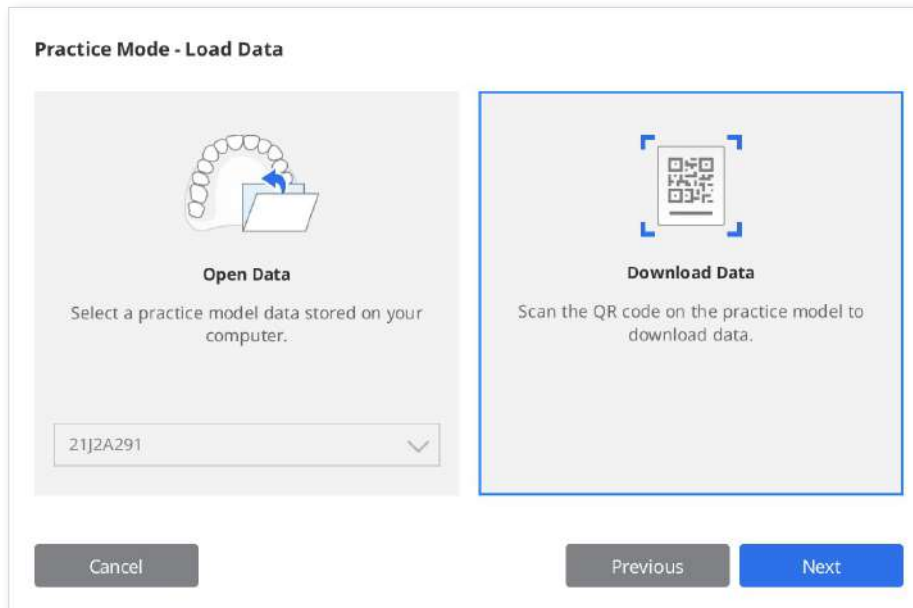 Practice Mode - Load Data
Open Data
Select a practice model data stored on your
computer.
21J2A291
Download Data
Scan the QR code on the practice model to
download data.
Cancel
Previous
Next